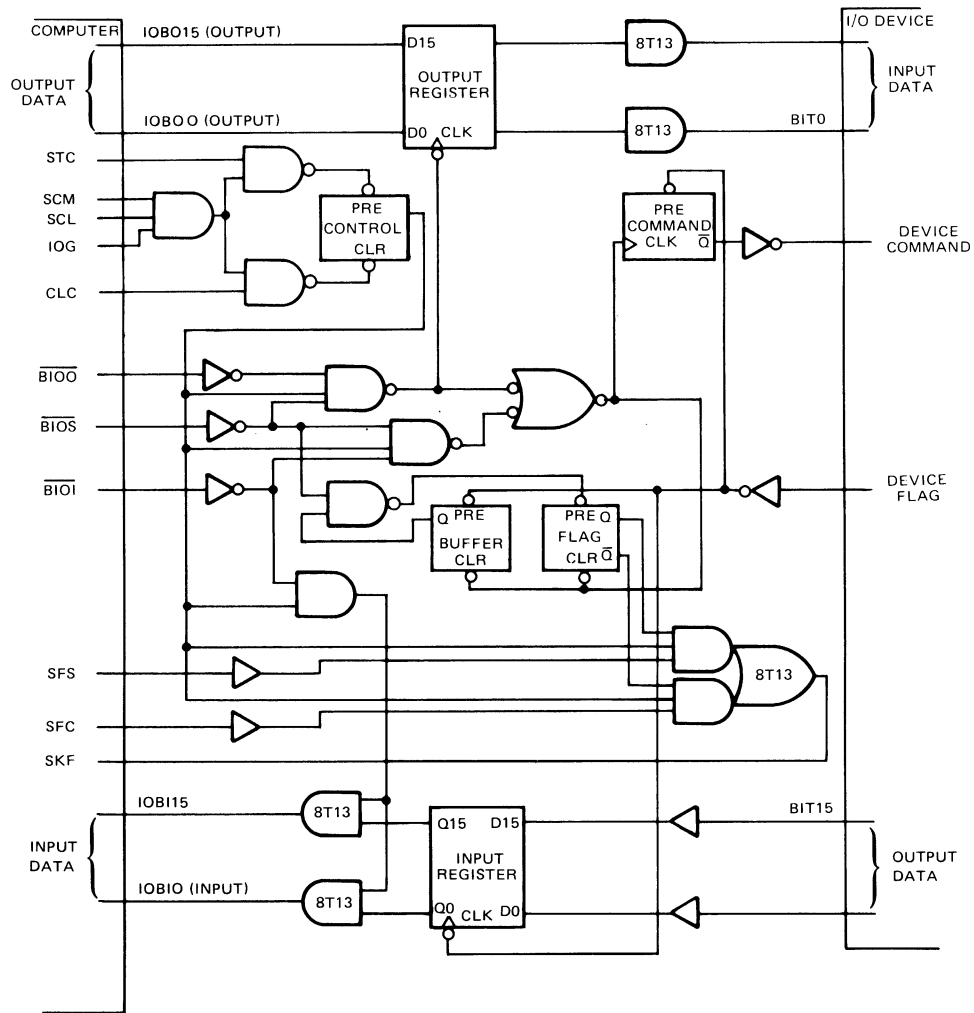 COMPUTER
IOBO15 (OUTPUT)
I/O DEVICE
D15
8T13
OUTPUT
DATA
OUTPUT
REGISTER
INPUT
DATA
IOBOO (OUTPUT)
D0 CLK
8T13
BIT0
STC
SCM
SCL
IOG
PRE
CONTROL
CLR
PRE
COMMAND
CLK Q
DEVICE
COMMAND
CLC
BIOO
BIOS
BIOI
DEVICE
FLAG
Q PRE
BUFFER
CLR
PRE Q
FLAG
CLR Q
SFS
8T13
SFC
SKF
IOBI15
8T13
Q15 D15
BIT15
INPUT
DATA
INPUT
REGISTER
OUTPUT
DATA
IOBIO (INPUT)
8T13
Q0 CLK D0